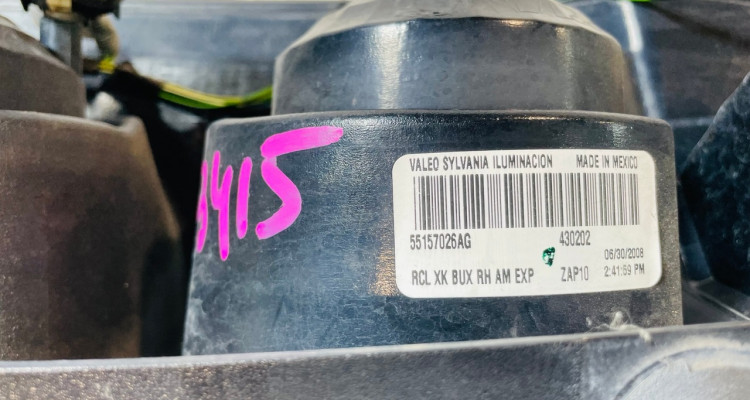 3415
VALEO SYLVANIA ILUMINACION MADE IN MEXICO
55157026AG 430202
06/30/2008
RCL XK BUX RH AM EXP ZAP10 2:41:69 PM